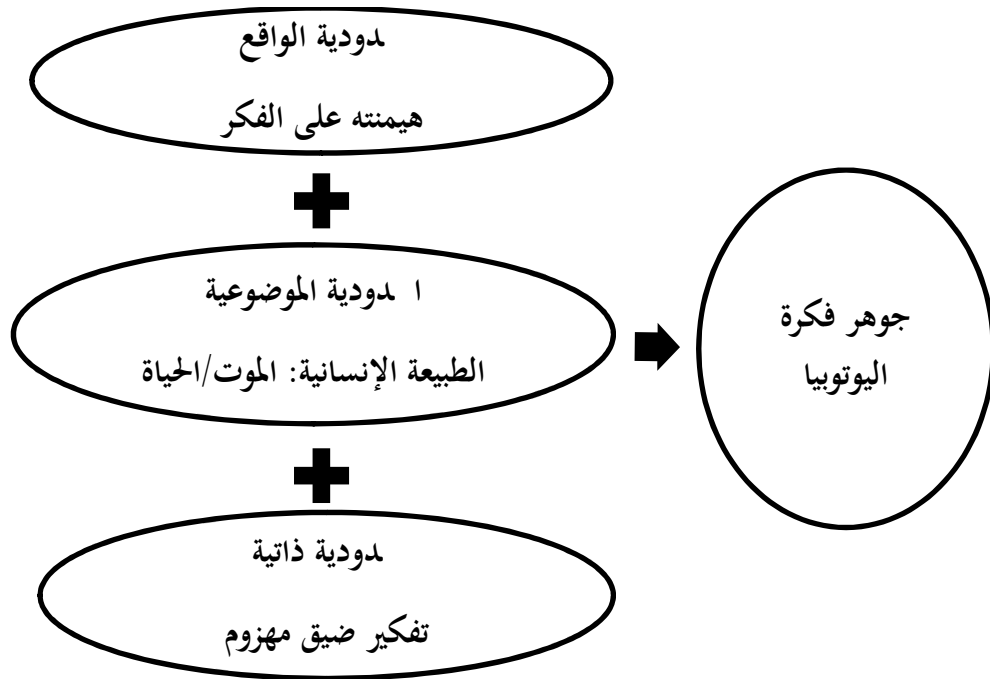 ـدودية الواقع
هيمنته على الفكر
ا ـدودية الموضوعية
الطبيعة الإنسانية: الموت/الحياة
ـدودية ذاتية
تفكير ضيق مهزوم
جوهر فكرة
اليوتوبيا